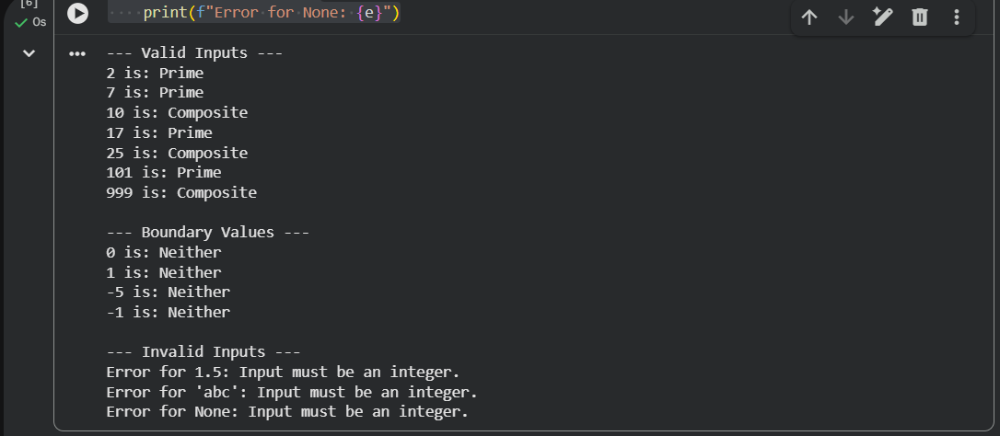 [6]
0s
print(f"Error for None: {e}")
--- Valid Inputs ---
2 is: Prime
7 is: Prime
10 is: Composite
17 is: Prime
25 is: Composite
101 is: Prime
999 is: Composite
--- Boundary Values ---
0 is: Neither
1 is: Neither
-5 is: Neither
-1 is: Neither
--- Invalid Inputs ---
Error for 1.5: Input must be an integer.
Error for 'abc': Input must be an integer.
Error for None: Input must be an integer.